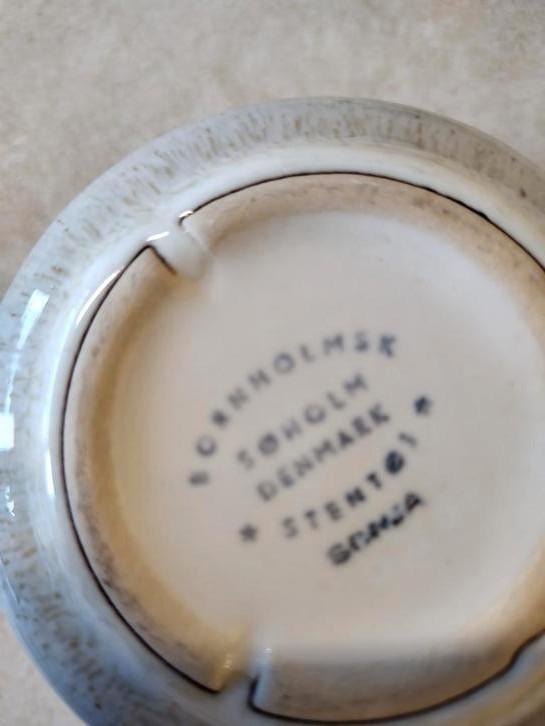 BORNHOLMSK
SØHOLM
DENMARK
* STENTØJ *
SONJA